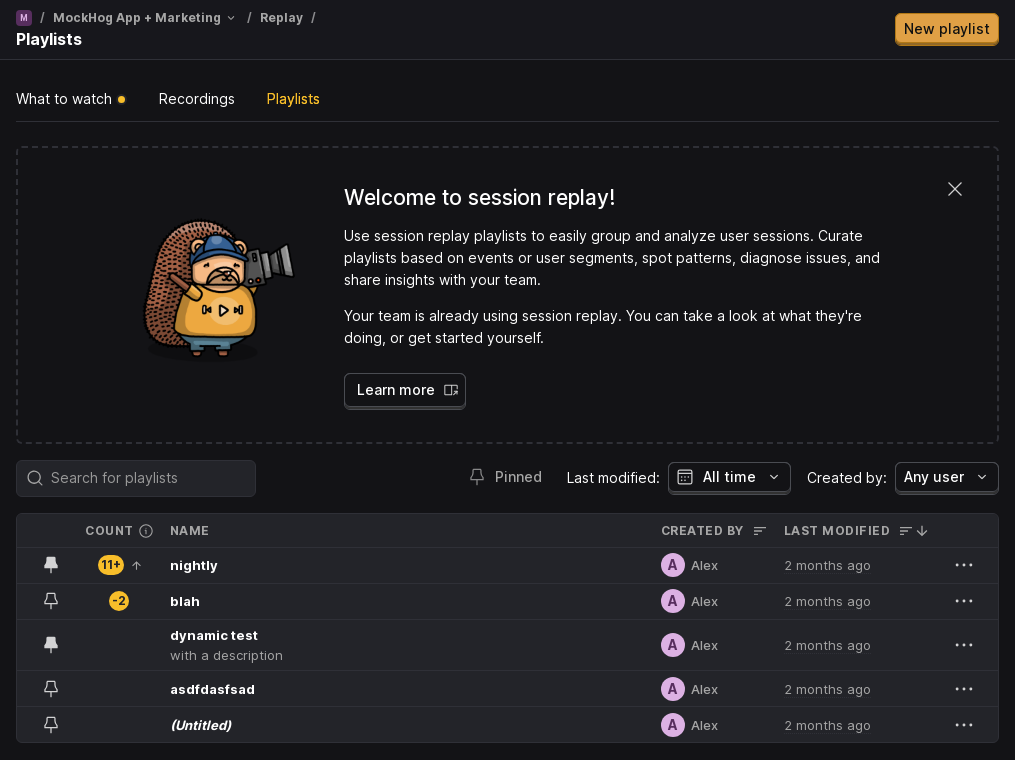 M / MockHog App + Marketing / Replay /
Playlists
New playlist
What to watch
Recordings
Playlists
Welcome to session replay!
Use session replay playlists to easily group and analyze user sessions. Curate
playlists based on events or user segments, spot patterns, diagnose issues, and
share insights with your team.
Your team is already using session replay. You can take a look at what they're
doing, or get started yourself.
Learn more
Search for playlists
Pinned
Last modified:
All time
Created by:
Any user
COUNT NAME CREATED BY LAST MODIFIED
11+ nightly A Alex 2 months ago
-2 blah A Alex 2 months ago
dynamic test A Alex 2 months ago
with a description
asdfdasfsad A Alex 2 months ago
(Untitled) A Alex 2 months ago